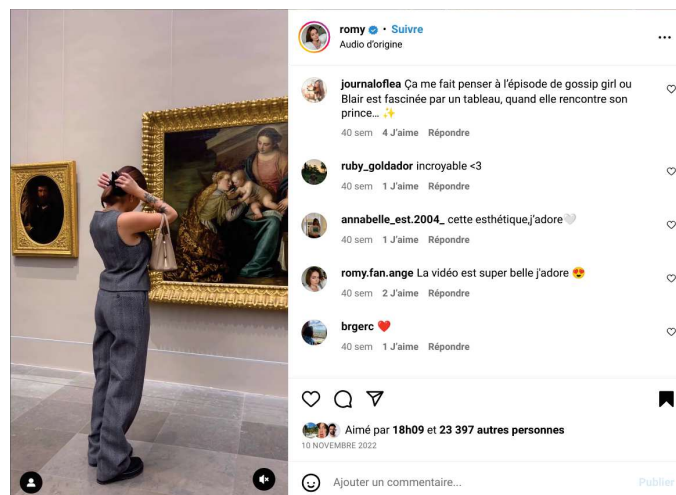 romy • Suivre
Audio d'origine
journaloflea Ça me fait penser à l'épisode de gossip girl ou
Blair est fascinée par un tableau, quand elle rencontre son
prince... ✨
40 sem 4 J'aime Répondre
ruby_goldador incroyable <3
40 sem 1 J'aime Répondre
annabelle_est.2004_ cette esthétique,j'adore🤍
40 sem 1 J'aime Répondre
romy.fan.ange La vidéo est super belle j'adore 😍
40 sem 2 J'aime Répondre
brgerc ❤️
40 sem 1 J'aime Répondre
Aimé par 18h09 et 23 397 autres personnes
10 NOVEMBRE 2022
Ajouter un commentaire... Publier